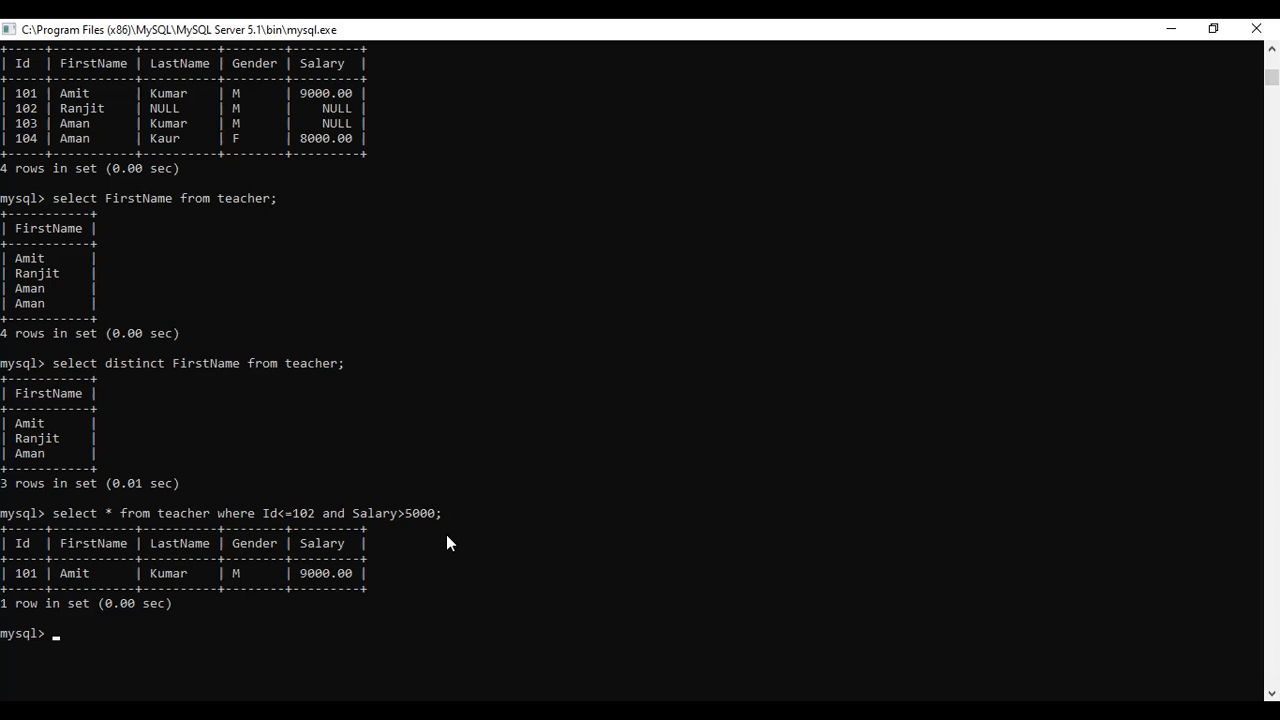 C:\Program Files (x86)\MySQL\MySQL Server 5.1\bin\mysql.exe
+-----+-----------+----------+--------+---------+
| Id  | FirstName | LastName | Gender | Salary  |
+-----+-----------+----------+--------+---------+
| 101 | Amit      | Kumar    | M      | 9000.00 |
| 102 | Ranjit    | NULL     | M      |    NULL |
| 103 | Aman      | Kumar    | M      |    NULL |
| 104 | Aman      | Kaur     | F      | 8000.00 |
+-----+-----------+----------+--------+---------+
4 rows in set (0.00 sec)
mysql> select FirstName from teacher;
+-----------+
| FirstName |
+-----------+
| Amit      |
| Ranjit    |
| Aman      |
| Aman      |
+-----------+
4 rows in set (0.00 sec)
mysql> select distinct FirstName from teacher;
+-----------+
| FirstName |
+-----------+
| Amit      |
| Ranjit    |
| Aman      |
+-----------+
3 rows in set (0.01 sec)
mysql> select * from teacher where Id<=102 and Salary>5000;
+-----+-----------+----------+--------+---------+
| Id  | FirstName | LastName | Gender | Salary  |
+-----+-----------+----------+--------+---------+
| 101 | Amit      | Kumar    | M      | 9000.00 |
+-----+-----------+----------+--------+---------+
1 row in set (0.00 sec)
mysql> _